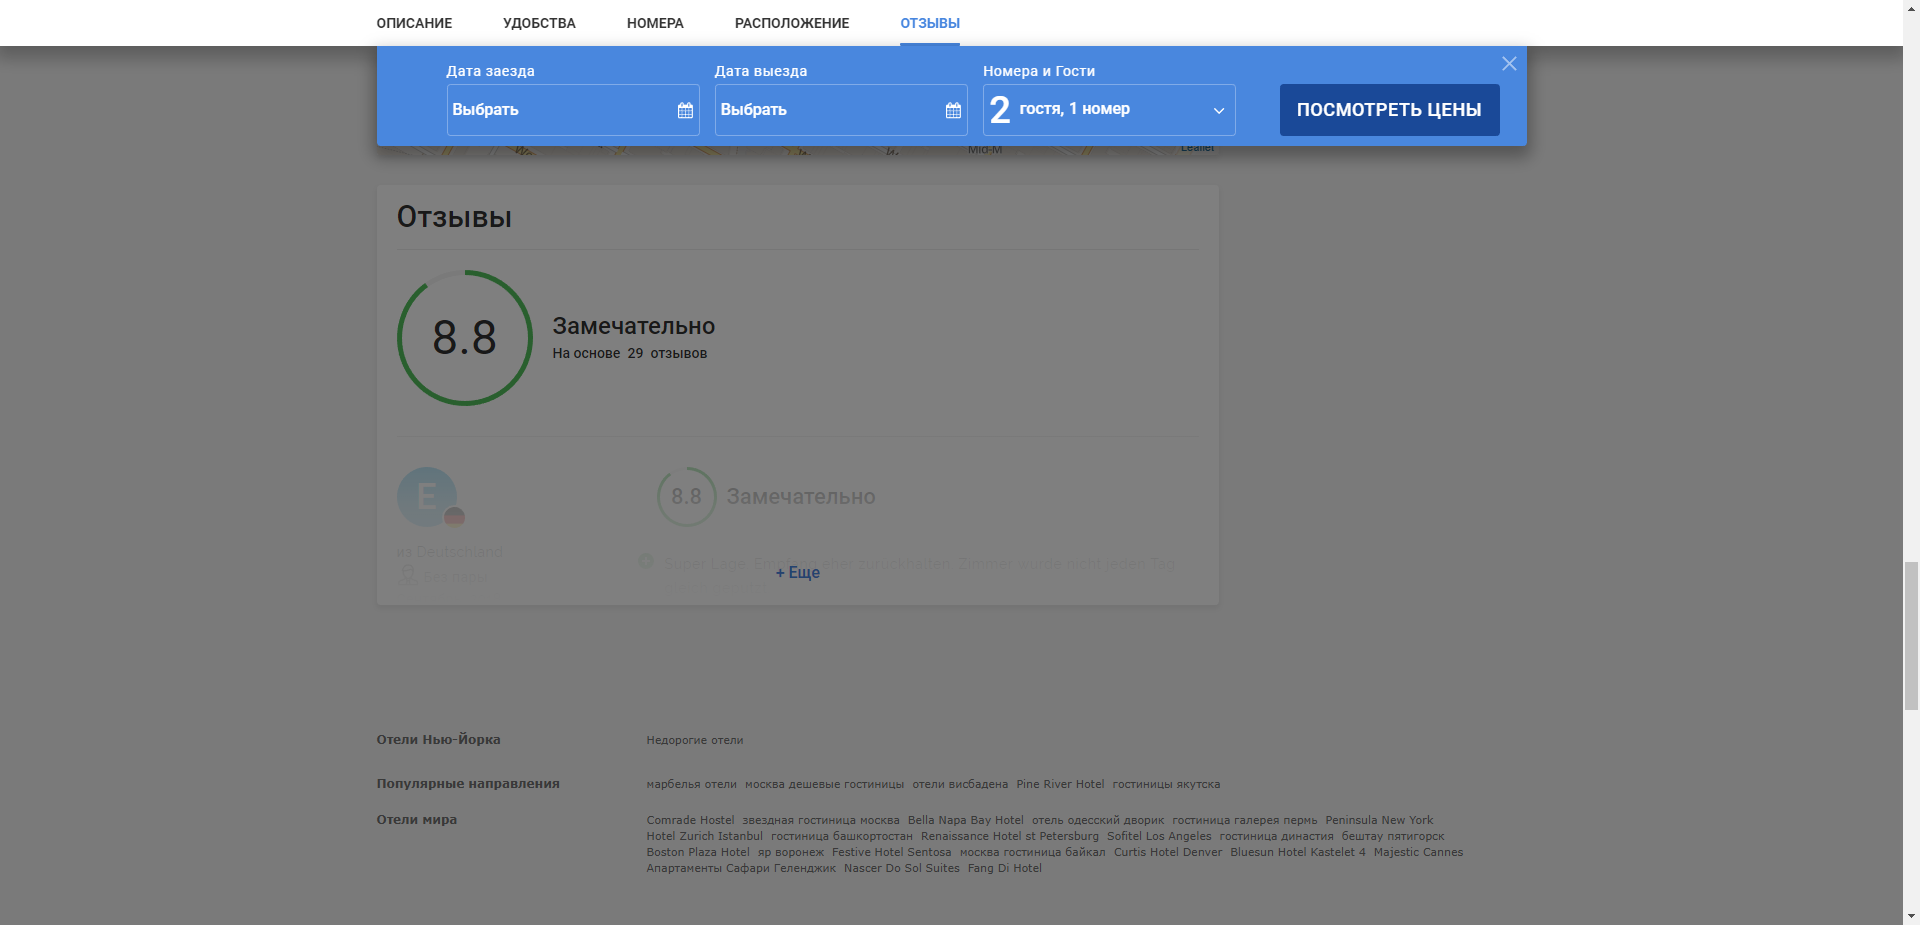 ОПИСАНИЕ УДОБСТВА НОМЕРА РАСПОЛОЖЕНИЕ ОТЗЫВЫ
Дата заезда Дата выезда Номера и Гости
Выбрать Выбрать 2 гостя, 1 номер ПОСМОТРЕТЬ ЦЕНЫ
Mid-M Leaflet
Отзывы
8.8
Замечательно
На основе 29 отзывов
E
8.8 Замечательно
из Deutschland
Super Lage. zurückhalten. Zimmer wurde nicht jeden Tag
+ Еще
Отели Нью-Йорка Недорогие отели
Популярные направления марбелья отели москва дешевые гостиницы отели висбадена Pine River Hotel гостиницы якутска
Отели мира Comrade Hostel звездная гостиница москва Bella Napa Bay Hotel отель одесский дворик гостиница галерея пермь Peninsula New York
Hotel Zurich Istanbul гостиница башкортостан Renaissance Hotel st Petersburg Sofitel Los Angeles гостиница династия бештау пятигорск
Boston Plaza Hotel яр воронеж Festive Hotel Sentosa москва гостиница байкал Curtis Hotel Denver Bluesun Hotel Kastelet 4 Majestic Cannes
Апартаменты Сафари Геленджик Nascer Do Sol Suites Fang Di Hotel